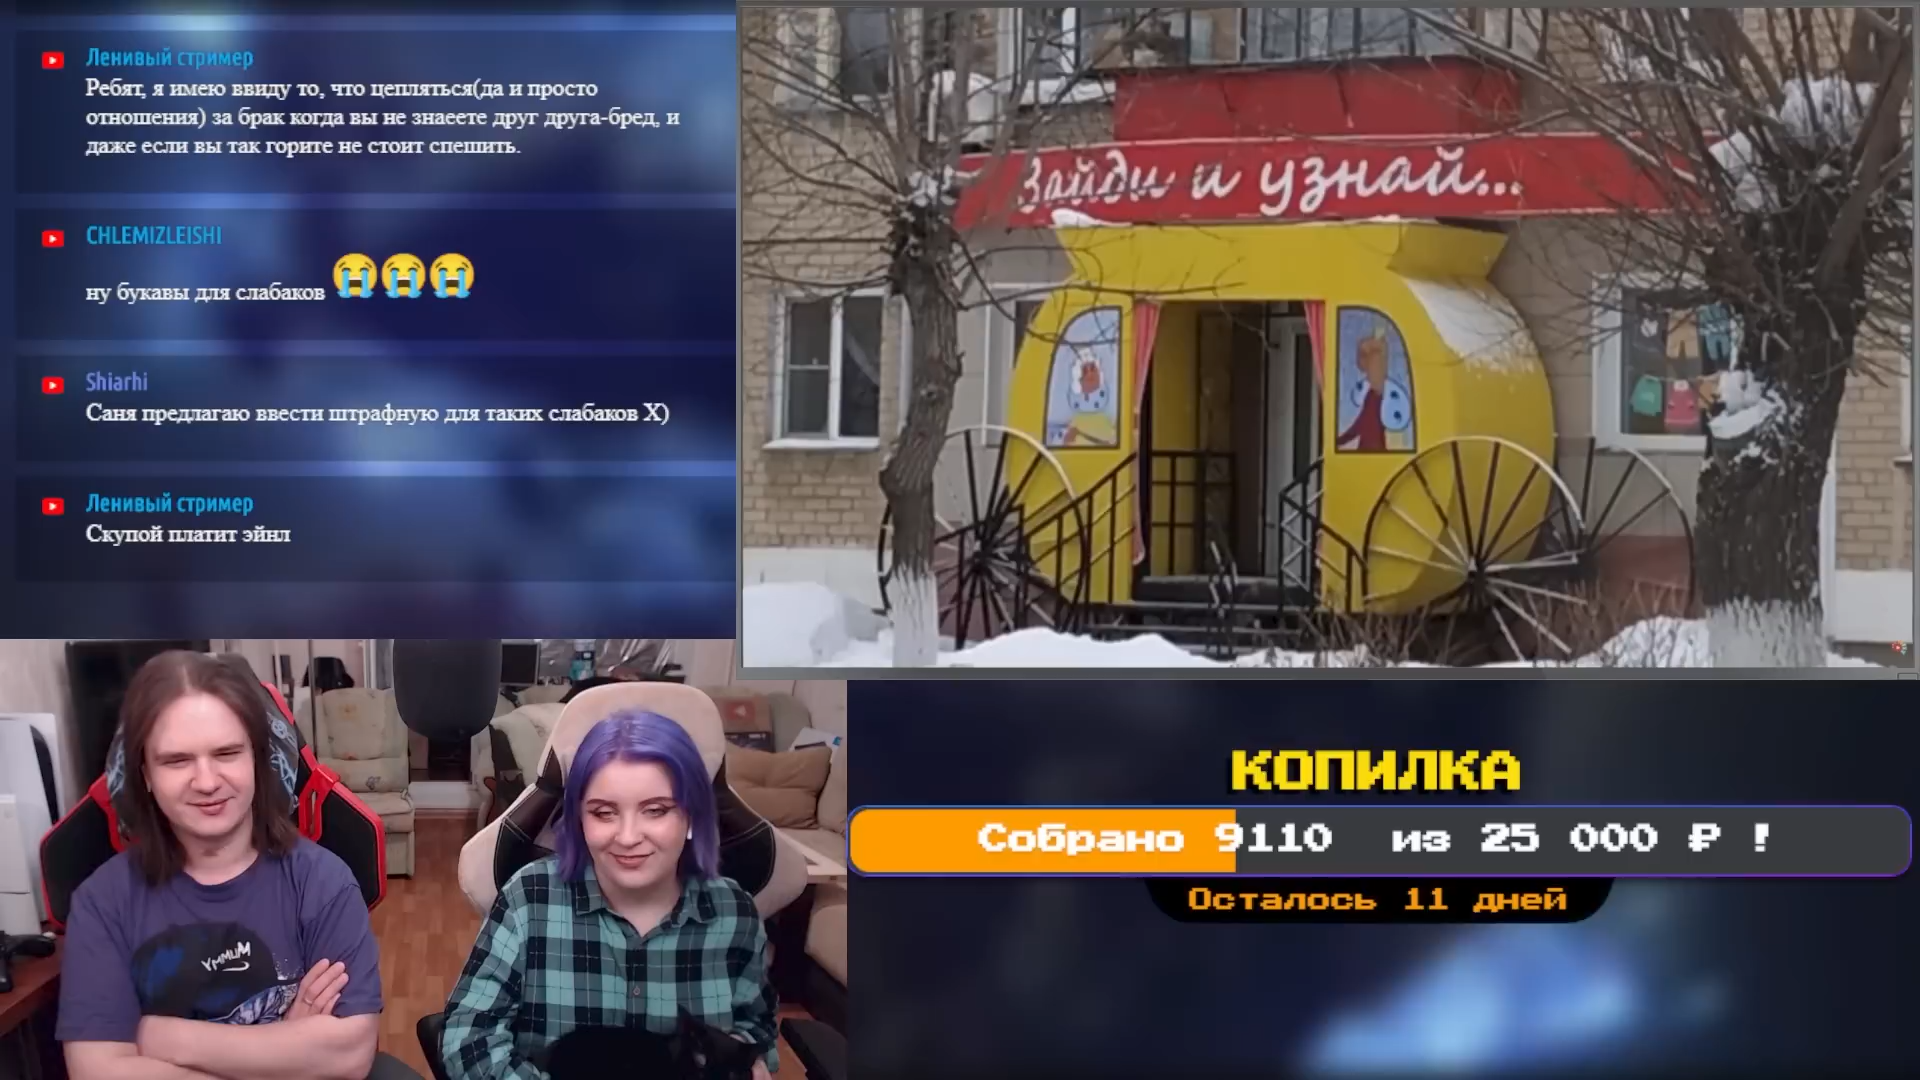 Ленивый стример
Ребят, я имею ввиду то, что цепляться(да и просто
отношения) за брак когда вы не знаеете друг друга-бред, и
даже если вы так горите не стоит спешить.
CHLEMIZLEISHI
ну букавы для слабаков 😭😭😭
Shiarhi
Саня предлагаю ввести штрафную для таких слабаков X)
Ленивый стример
Скупой платит эйнл
Зайди и узнай...
КОПИЛКА
Собрано 9110 из 25 000 ₽ !
Осталось 11 дней